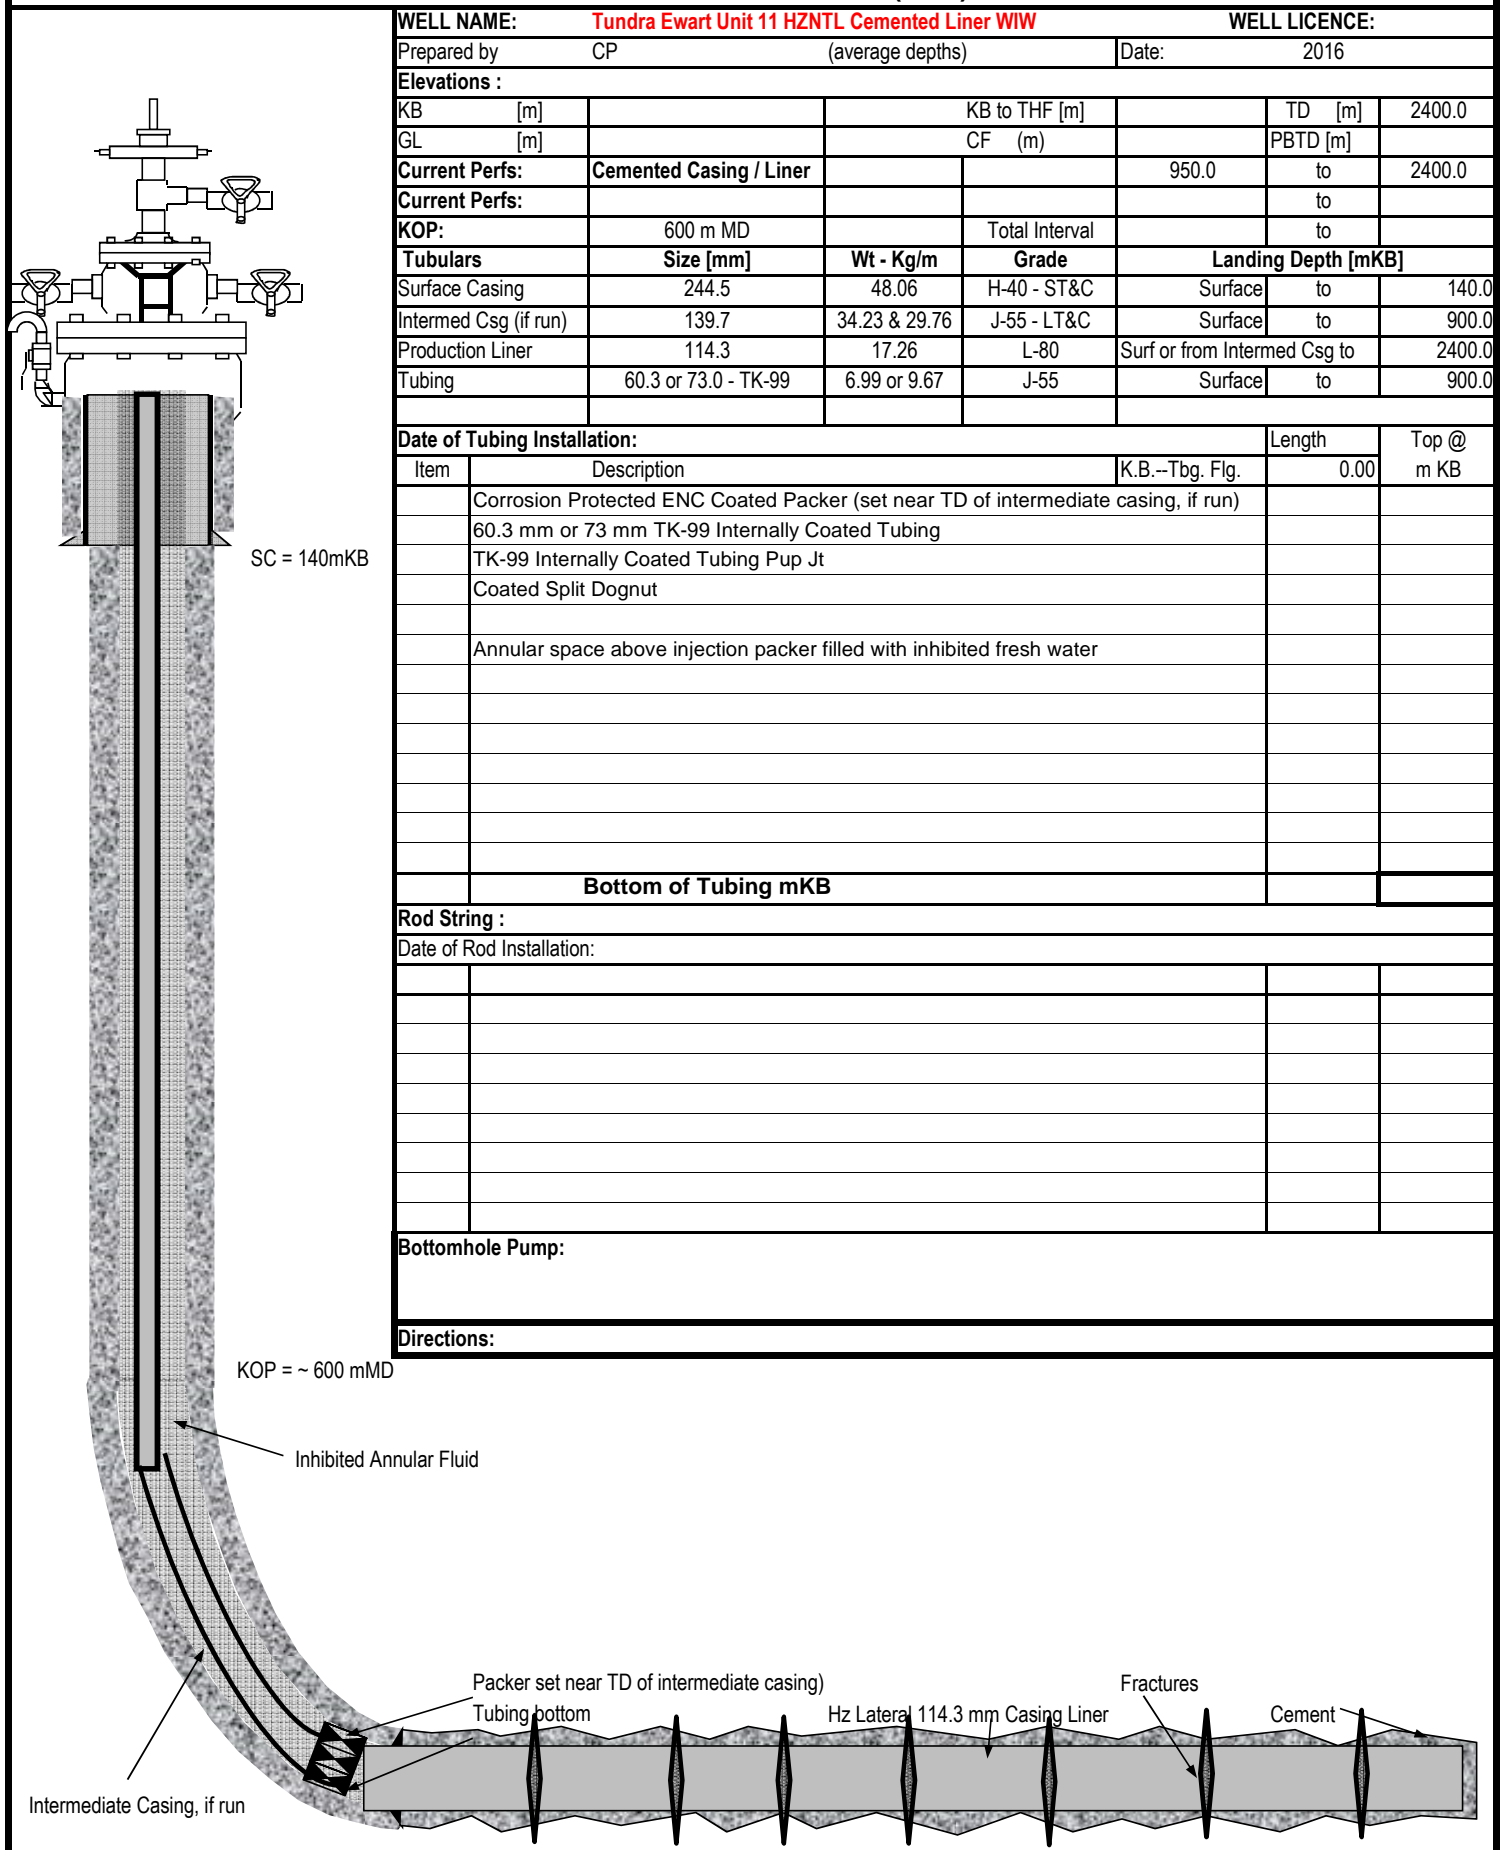 WELL NAME: Tundra Ewart Unit 11 HZNTL Cemented Liner WIW WELL LICENCE:
Prepared by CP (average depths) Date: 2016
Elevations :
KB [m] KB to THF [m] TD [m] 2400.0
GL [m] CF (m) PBTD [m]
Current Perfs: Cemented Casing / Liner 950.0 to 2400.0
Current Perfs: to
KOP: 600 m MD Total Interval to
Tubulars Size [mm] Wt - Kg/m Grade Landing Depth [mKB]
Surface Casing 244.5 48.06 H-40 - ST&C Surface to 140.0
Intermed Csg (if run) 139.7 34.23 & 29.76 J-55 - LT&C Surface to 900.0
Production Liner 114.3 17.26 L-80 Surf or from Intermed Csg to 2400.0
Tubing 60.3 or 73.0 - TK-99 6.99 or 9.67 J-55 Surface to 900.0
Date of Tubing Installation: Length Top @
Item Description K.B.--Tbg. Flg. 0.00 m KB
Corrosion Protected ENC Coated Packer (set near TD of intermediate casing, if run)
60.3 mm or 73 mm TK-99 Internally Coated Tubing
TK-99 Internally Coated Tubing Pup Jt
SC = 140mKB
Coated Split Dognut
Annular space above injection packer filled with inhibited fresh water
Bottom of Tubing mKB
Rod String :
Date of Rod Installation:
Bottomhole Pump:
Directions:
KOP = ~ 600 mMD
Inhibited Annular Fluid
Packer set near TD of intermediate casing)
Fractures
Tubing bottom
Hz Lateral 114.3 mm Casing Liner
Cement
Intermediate Casing, if run